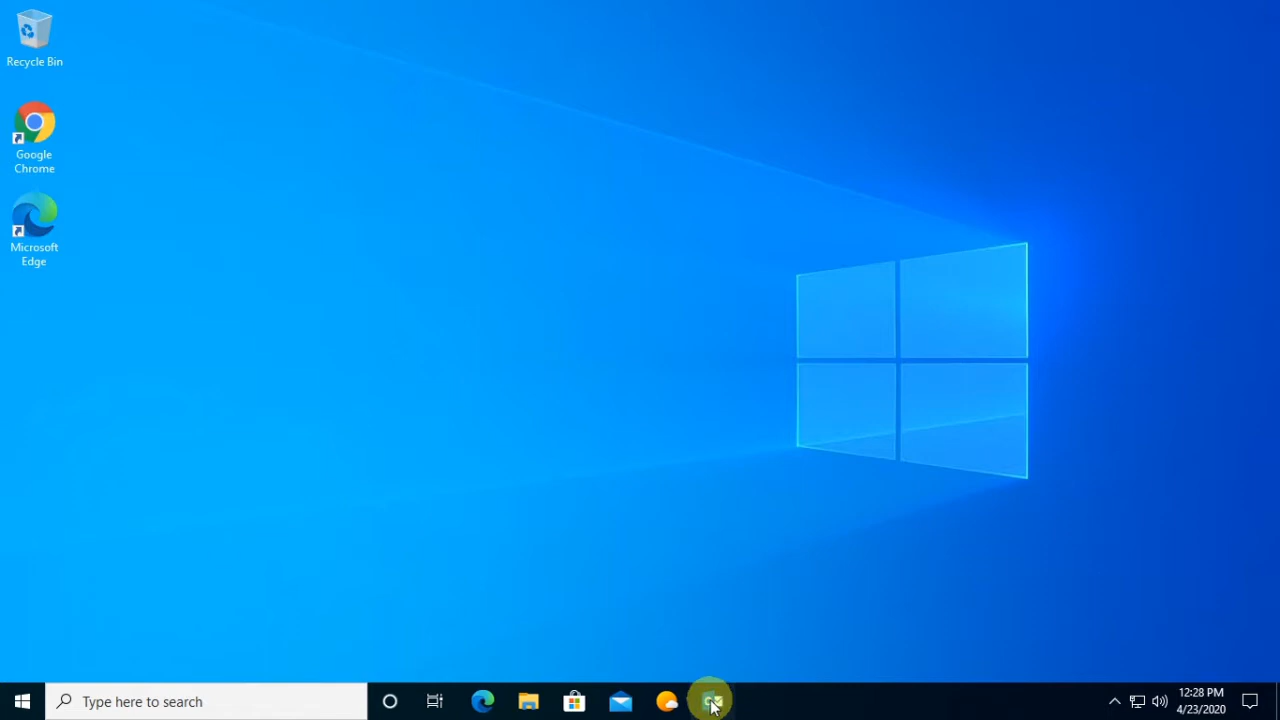 Recycle Bin
Google
Chrome
Microsoft
Edge
Type here to search
12:28 PM
4/23/2020